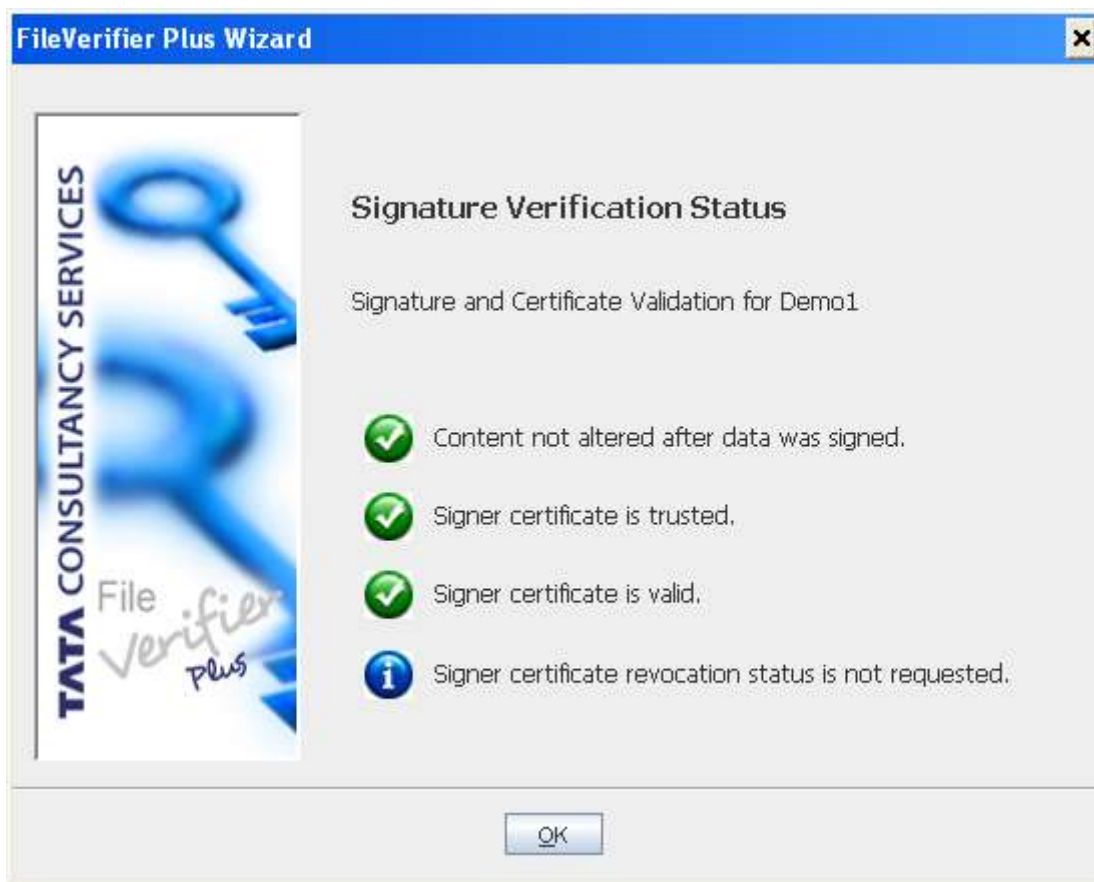 FileVerifier Plus Wizard
TATA CONSULTANCY SERVICES
File
Verifier
Plus
Signature Verification Status
Signature and Certificate Validation for Demo1
Content not altered after data was signed.
Signer certificate is trusted.
Signer certificate is valid.
Signer certificate revocation status is not requested.
OK